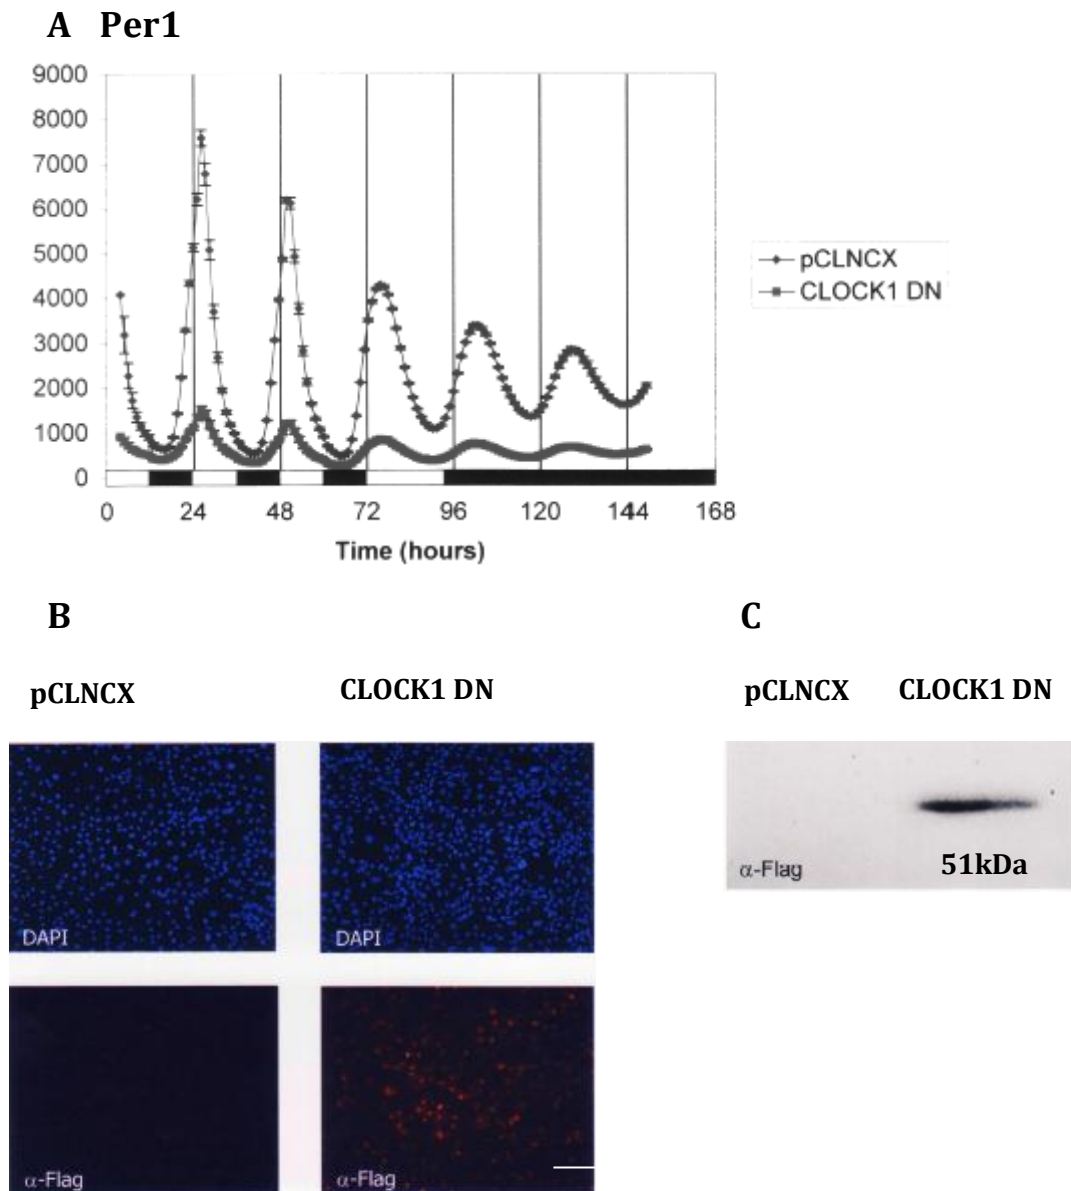 A Per1
9000
8000
7000
6000
5000
4000
3000
2000
1000
0
0 24 48 72 96 120 144 168
Time (hours)
pCLNCX
CLOCK1 DN
B
pCLNCX CLOCK1 DN
DAPI DAPI
α-Flag α-Flag
C
pCLNCX CLOCK1 DN
α-Flag 51kDa